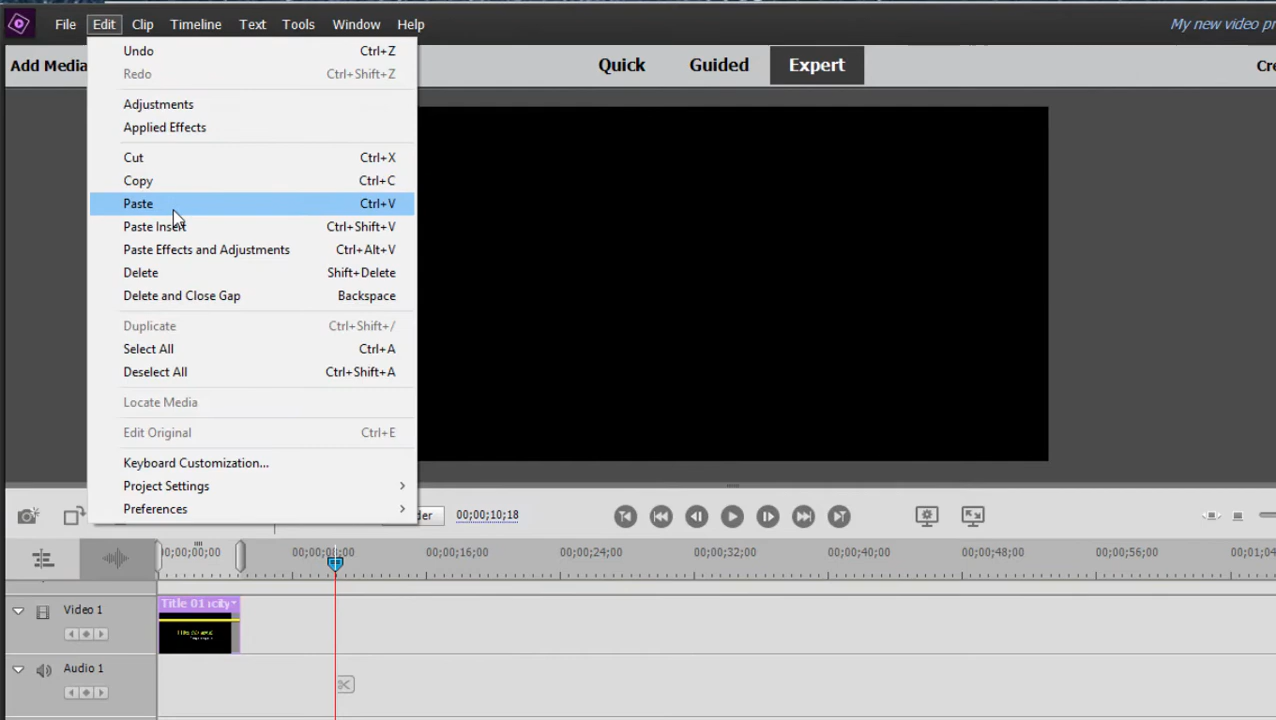 File Edit Clip Timeline Text Tools Window Help
My new video pr
Add Media
Quick Guided Expert
Cre
Undo Ctrl+Z
Redo Ctrl+Shift+Z
Adjustments
Applied Effects
Cut Ctrl+X
Copy Ctrl+C
Paste Ctrl+V
Paste Insert Ctrl+Shift+V
Paste Effects and Adjustments Ctrl+Alt+V
Delete Shift+Delete
Delete and Close Gap Backspace
Duplicate Ctrl+Shift+/
Select All Ctrl+A
Deselect All Ctrl+Shift+A
Locate Media
Edit Original Ctrl+E
Keyboard Customization...
Project Settings
Preferences
der 00;00;10;18
00;00;00;00 00;00;08;00 00;00;16;00 00;00;24;00 00;00;32;00 00;00;40;00 00;00;48;00 00;00;56;00 00;01;04
Video 1
Title 01 :city
Audio 1